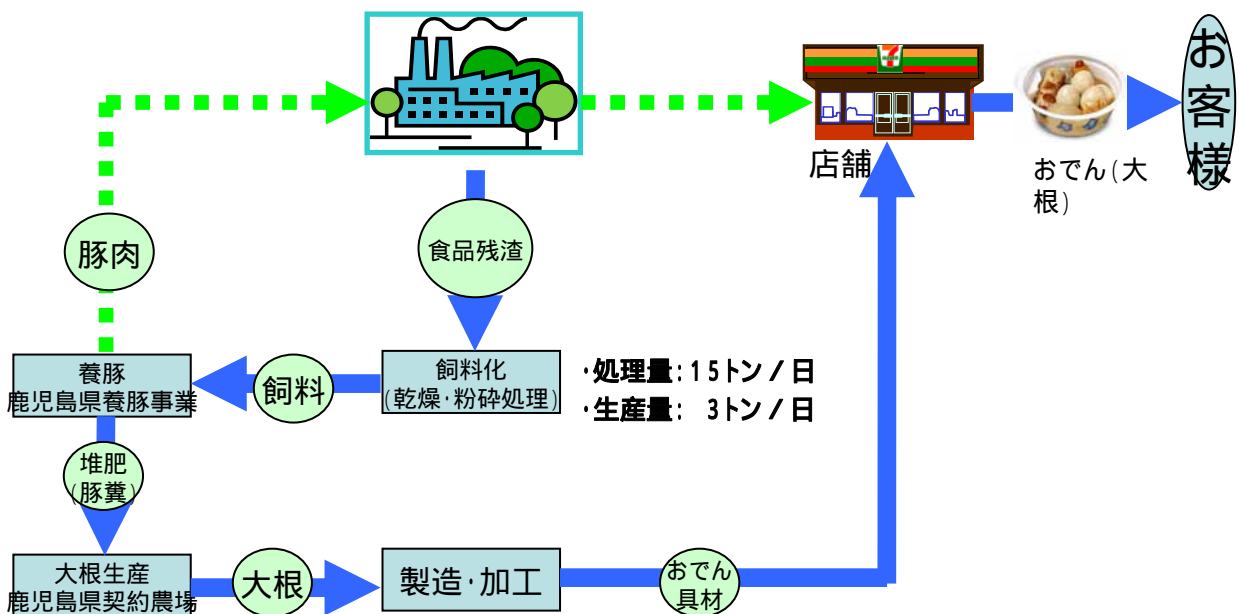 お客様
店舗
おでん(大
根)
豚肉
食品残渣
養豚
鹿児島県養豚事業
飼料
飼料化
(乾燥・粉砕処理)
・処理量:15トン/日
・生産量: 3トン/日
堆肥
(豚糞)
大根生産
鹿児島県契約農場
大根
製造・加工
おでん
具材